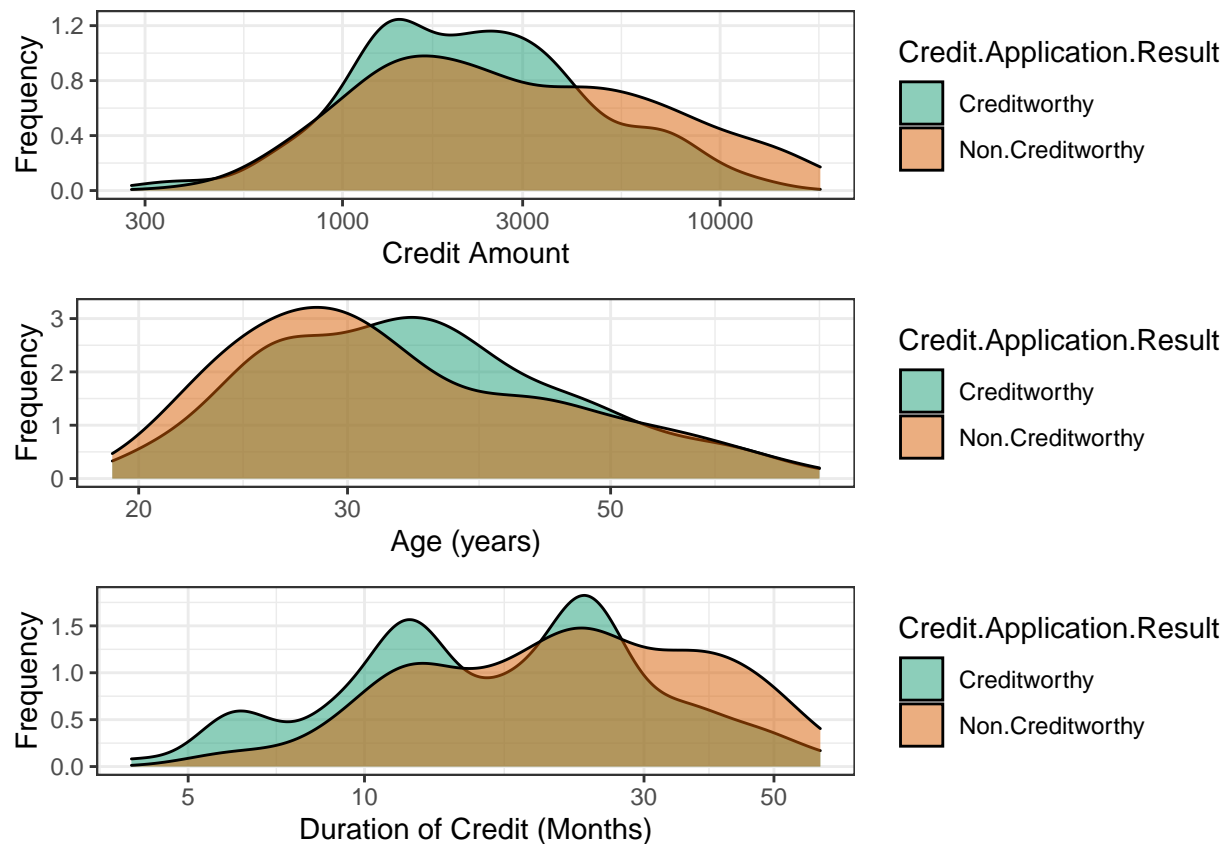 Frequency
1.2
0.8
0.4
0.0
300 1000 3000 10000
Credit Amount
Credit.Application.Result
Creditworthy
Non.Creditworthy
Frequency
3
2
1
0
20 30 50
Age (years)
Credit.Application.Result
Creditworthy
Non.Creditworthy
Frequency
1.5
1.0
0.5
0.0
5 10 30 50
Duration of Credit (Months)
Credit.Application.Result
Creditworthy
Non.Creditworthy